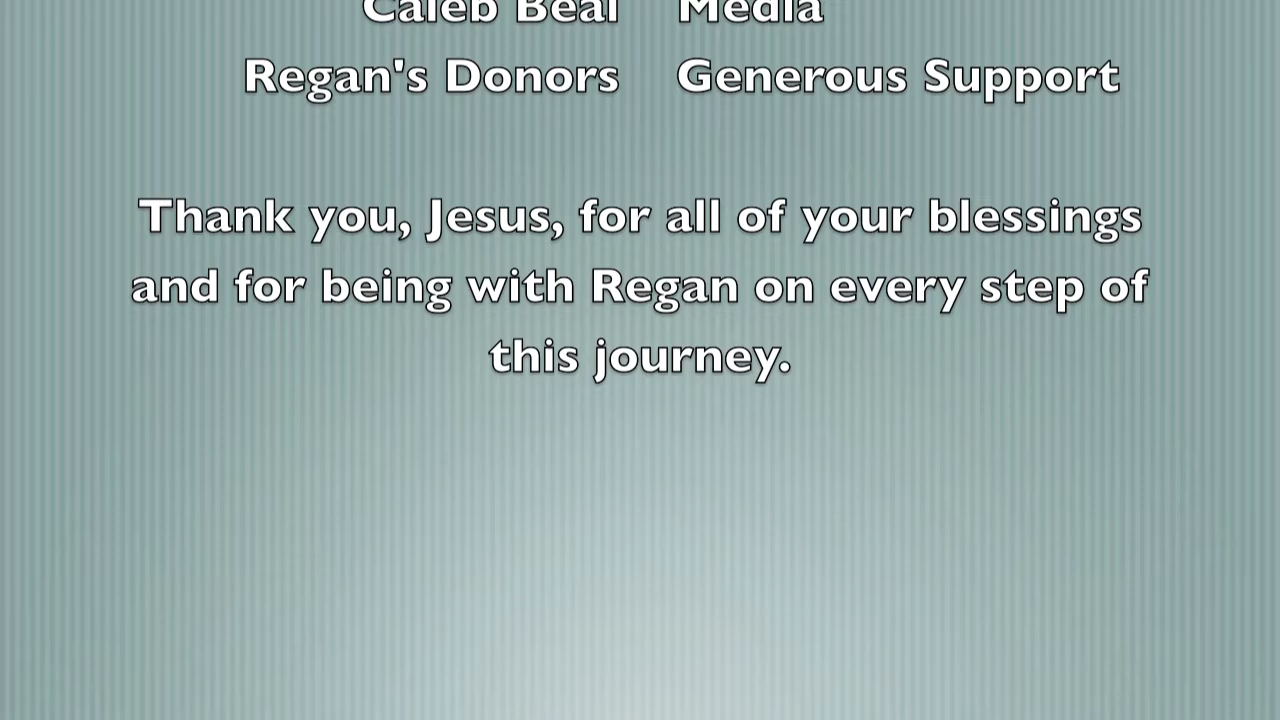 Caleb Beal Media
Regan's Donors Generous Support
Thank you, Jesus, for all of your blessings
and for being with Regan on every step of
this journey.